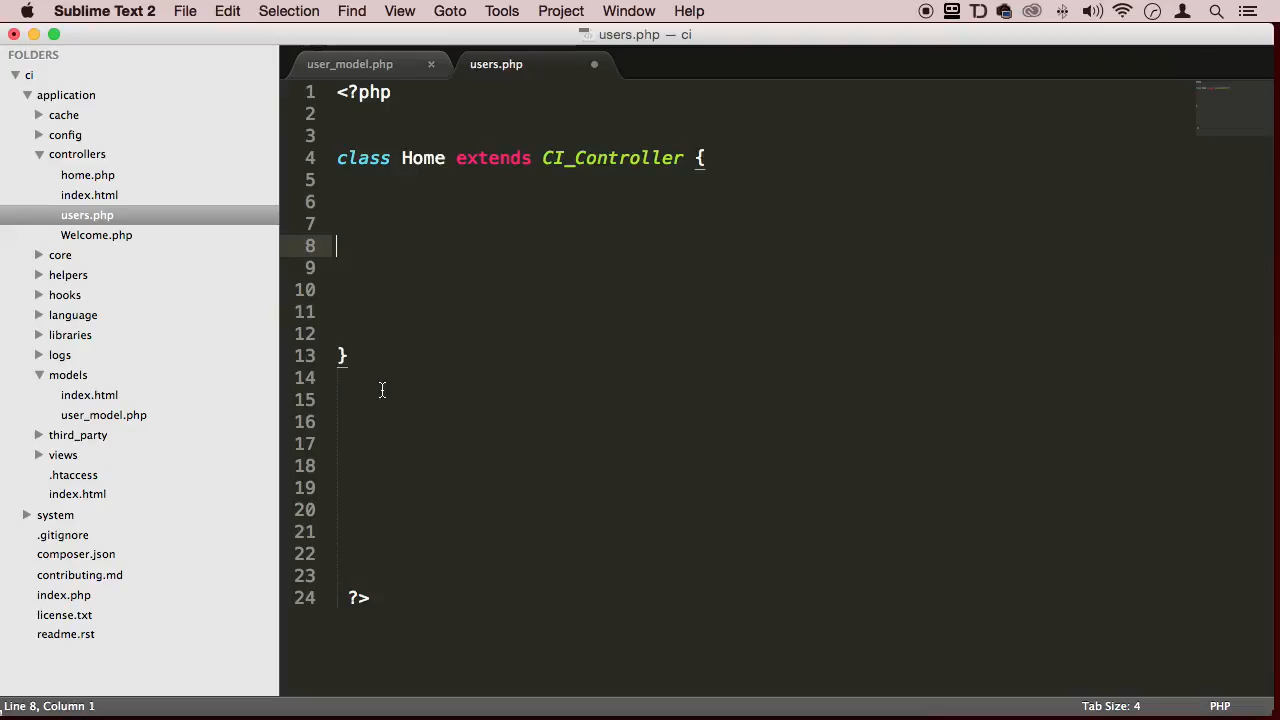 Sublime Text 2 File Edit Selection Find View Goto Tools Project Window Help
users.php — ci
FOLDERS
ci
application
cache
config
controllers
home.php
index.html
users.php
Welcome.php
core
helpers
hooks
language
libraries
logs
models
index.html
user_model.php
third_party
views
.htaccess
index.html
system
.gitignore
composer.json
contributing.md
index.php
license.txt
readme.rst
user_model.php × users.php
1 <?php
2
3
4 class Home extends CI_Controller {
5
6
7
8
9
10
11
12
13 }
14
15
16
17
18
19
20
21
22
23
24 ?>
Line 8, Column 1 Tab Size: 4 PHP